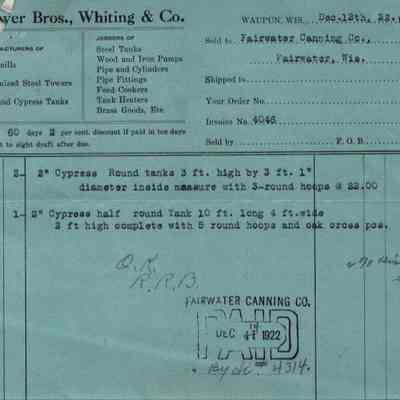 yer Bros., Whiting & Co.
WAUPUN, WIS., Dec.12th, 22.
JOBBERS OF
Steel Tanks
Wood and Iron Pumps
Pipe and Cylinders
Pipe Fittings
Feed Cookers
Tank Heaters
Brass Goods, Etc.
Steel Towers
Cypress Tanks
Sold to Fairwater Canning Co.,
Fairwater, Wis.
Shipped to
Your Order No.
Invoice No. 4046
Sold by F. O. B.
60 days 2 per cent. discount if paid in ten days
t to sight draft after due.
2- 2" Cypress Round tanks 3 ft. high by 3 ft. 1"
diameter inside measure with 3-round hoops @ 22.00
1- 2" Cypress half round Tank 10 ft. long 4 ft.wide
2 ft high complete with 5 round hoops and oak cross pcs.
O.K.
R.R.B.
FAIRWATER CANNING CO.
PAID
DEC 1922
By 4314